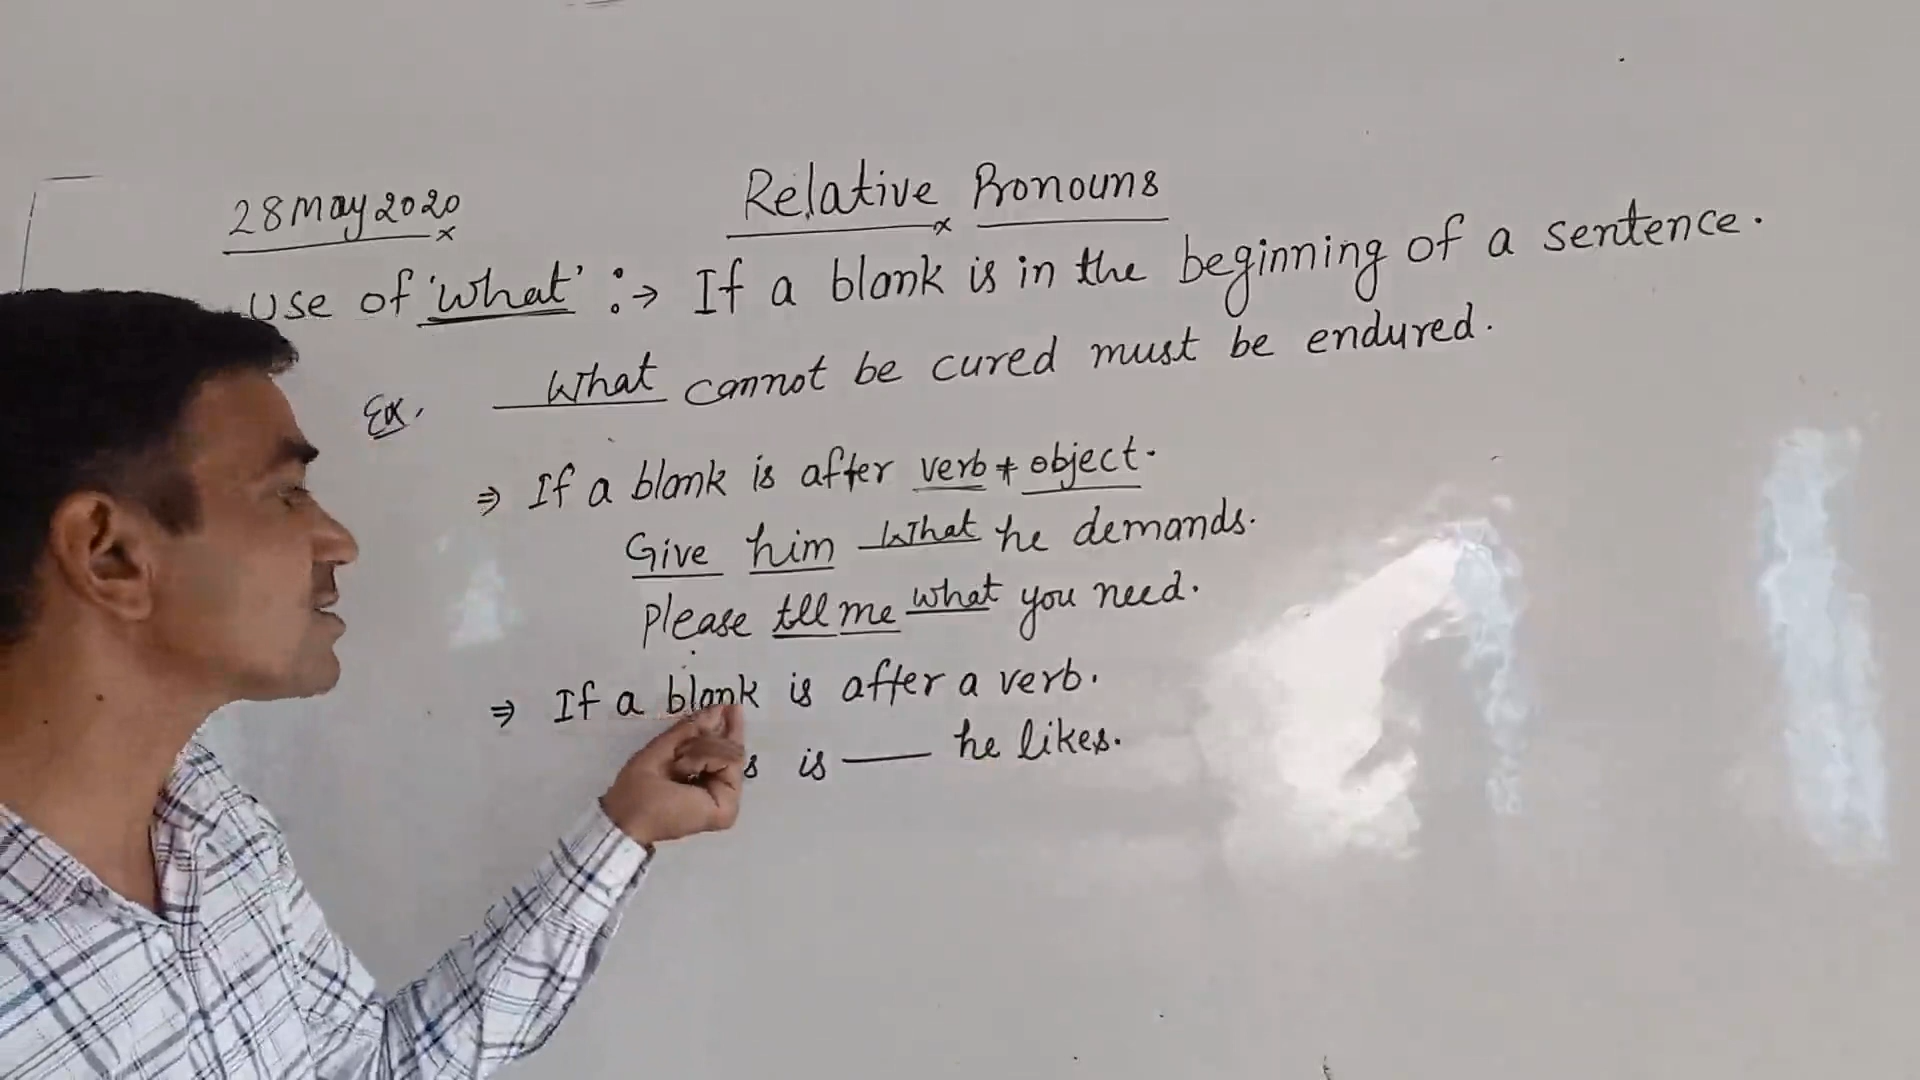 28 May 2020
Relative Pronouns
Use of 'what' :→ If a blank is in the beginning of a sentence.
Ex. What cannot be cured must be endured.
⇒ If a blank is after verb + object.
Give him what he demands.
Please tell me what you need.
⇒ If a blank is after a verb.
is ___ he likes.